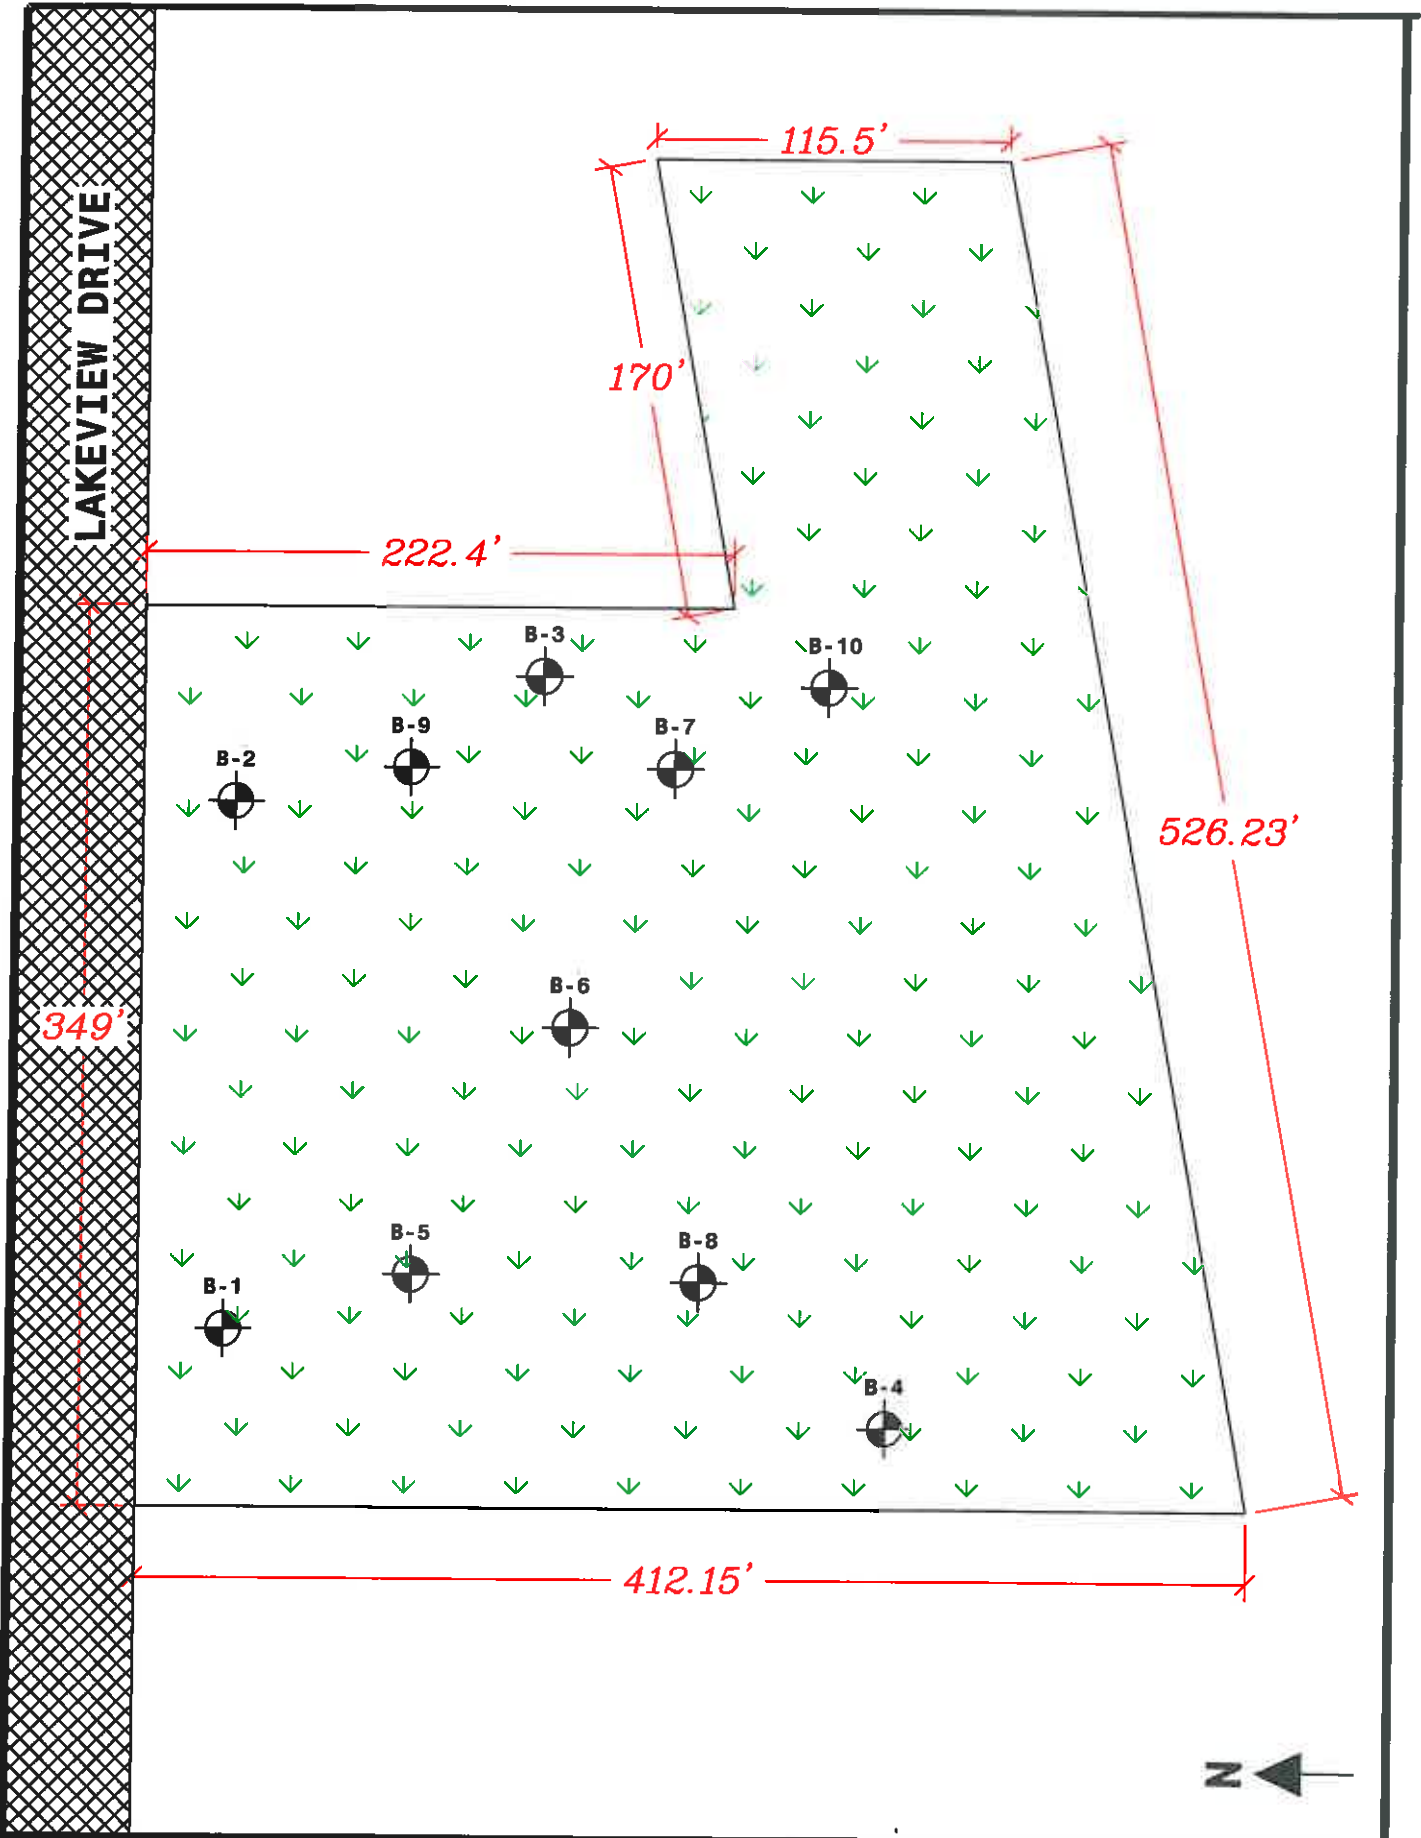 115.5'
LAKEVIEW DRIVE
170'
222.4'
B-3
B-10
B-9
B-7
B-2
526.23'
B-6
349'
B-5
B-8
B-1
B-4
412.15'
N